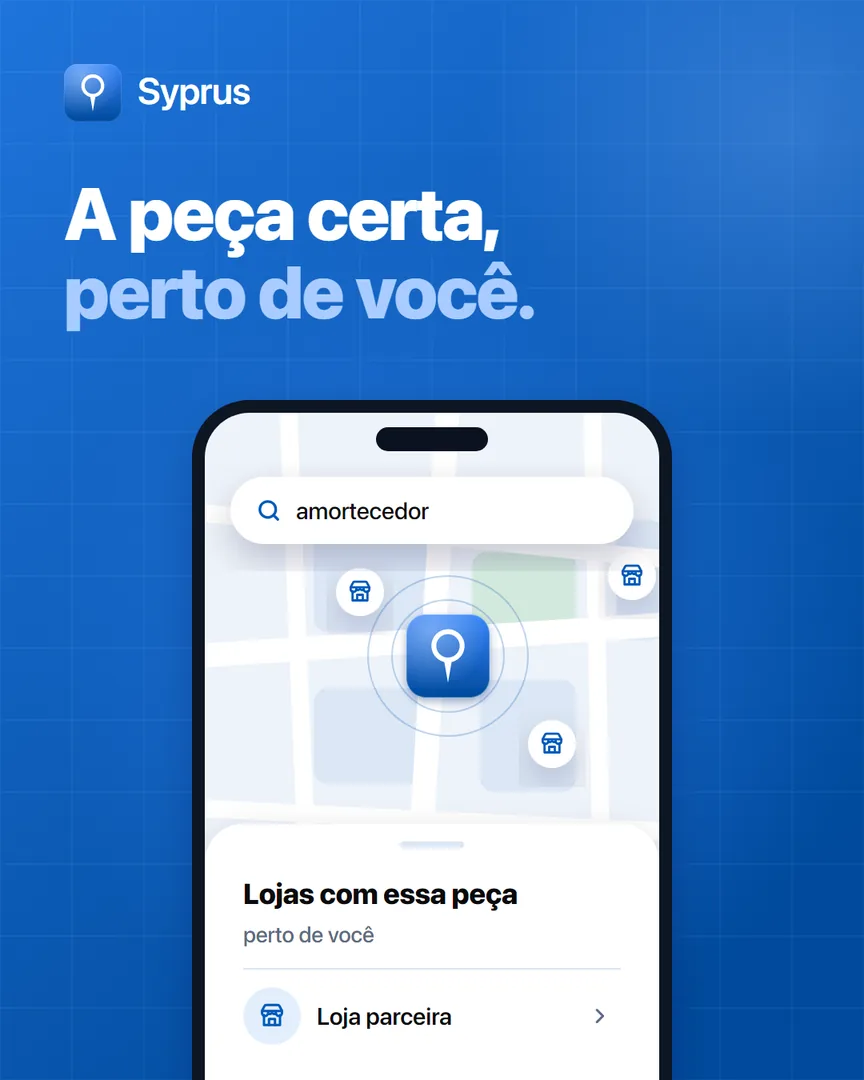 Syprus
A peça certa,
perto de você.
amortecedor
Lojas com essa peça
perto de você
Loja parceira